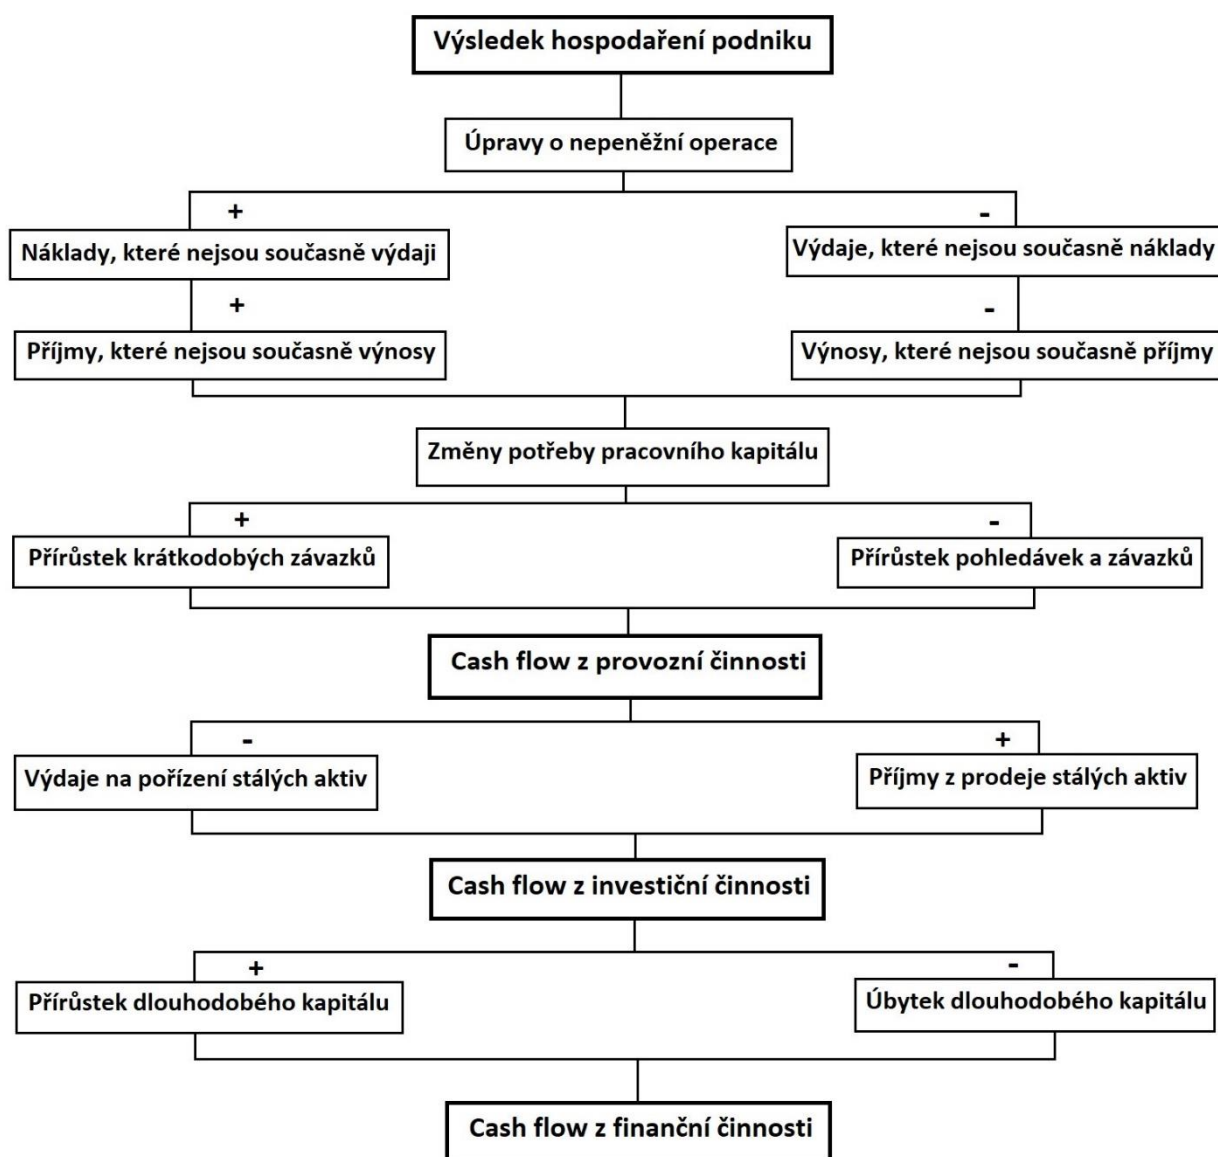 Výsledek hospodaření podniku
Úpravy o nepeněžní operace
+
-
Náklady, které nejsou současně výdaji
Výdaje, které nejsou současně náklady
+
-
Příjmy, které nejsou současně výnosy
Výnosy, které nejsou současně příjmy
Změny potřeby pracovního kapitálu
+
-
Přírůstek krátkodobých závazků
Přírůstek pohledávek a závazků
Cash flow z provozní činnosti
-
+
Výdaje na pořízení stálých aktiv
Příjmy z prodeje stálých aktiv
Cash flow z investiční činnosti
+
-
Přírůstek dlouhodobého kapitálu
Úbytek dlouhodobého kapitálu
Cash flow z finanční činnosti